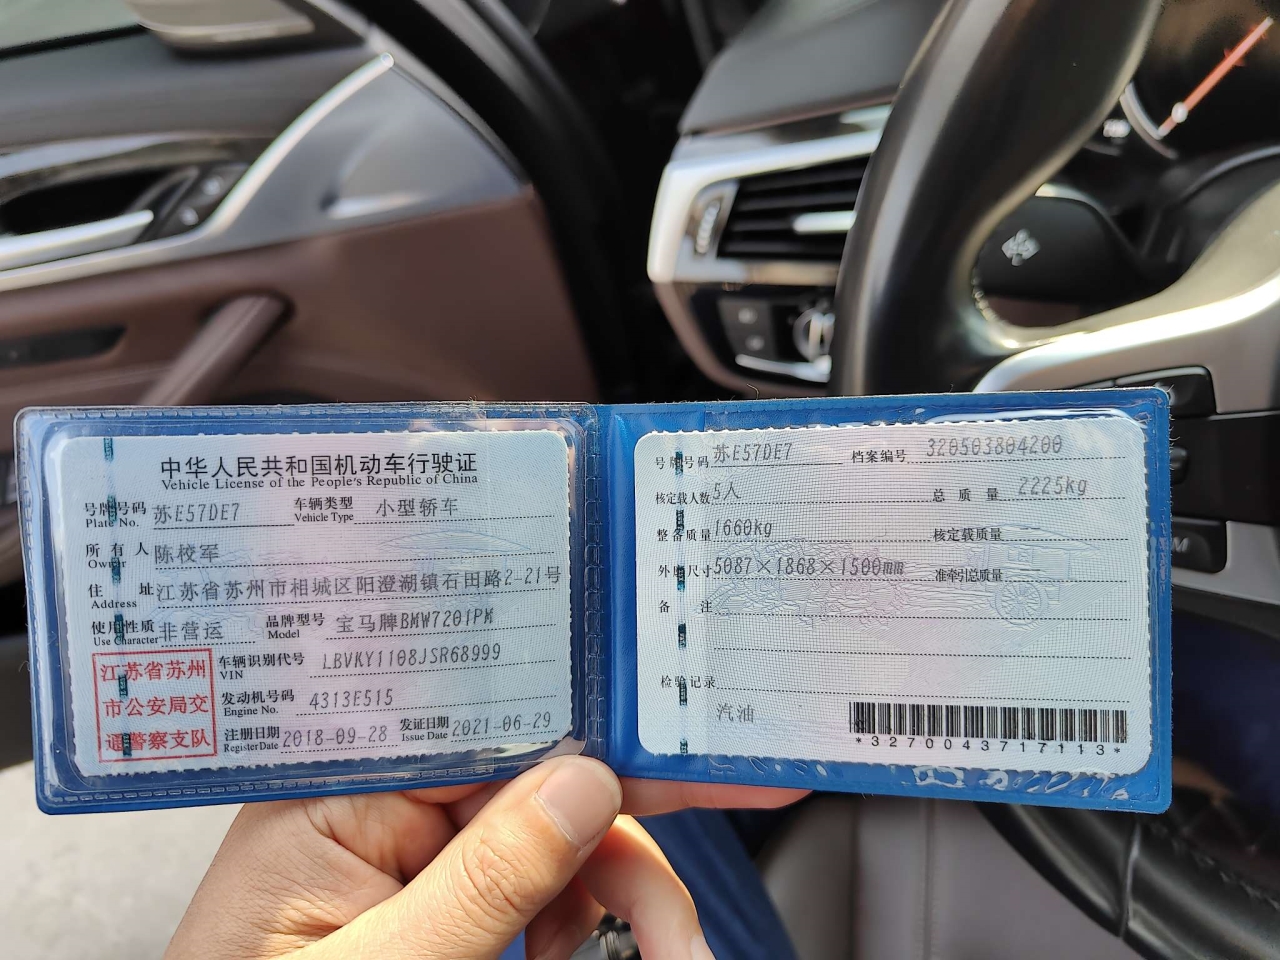 中华人民共和国机动车行驶证
Vehicle License of the People's Republic of China
号牌号码 苏E57DE7 车辆类型 小型轿车
Plate No. Vehicle Type
所有人 陈校军
Owner
住址 江苏省苏州市相城区阳澄湖镇石田路2-21号
Address
使用性质 非营运 品牌型号 宝马牌BMW7201PM
Use Character Model
江苏省苏州
市公安局交
通警察支队
车辆识别代号 LBVKY1108JSR68999
VIN
发动机号码 4313E515
Engine No.
注册日期 2018-09-28 发证日期 2021-06-29
Register Date Issue Date
号牌号码 苏E57DE7 档案编号 320503804200
核定载人数 5人 总质量 2225kg
整备质量 1660kg 核定载质量
外廓尺寸 5087×1868×1500mm 准牵引总质量
备注
检验记录
汽油
*3270043717113*